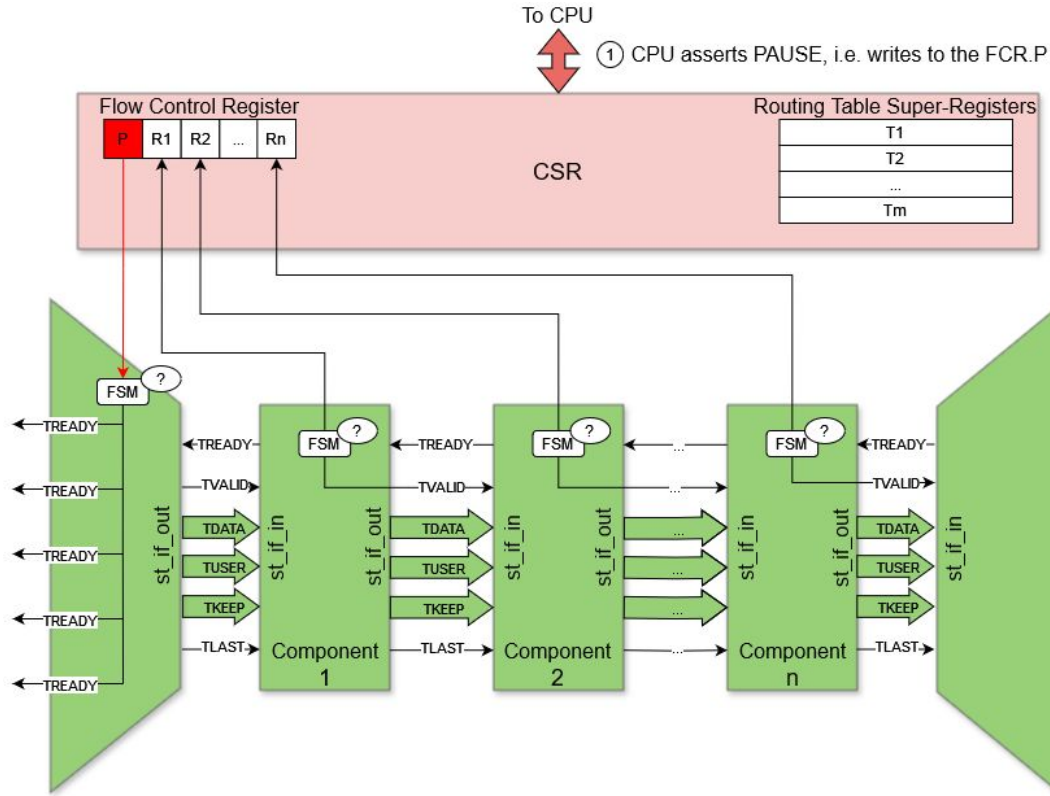 To CPU
1 CPU asserts PAUSE, i.e. writes to the FCR.P
Flow Control Register
Routing Table Super-Registers
P R1 R2 ... Rn
T1
T2
...
Tm
CSR
FSM ?
TREADY
TREADY
TREADY
TREADY
TREADY
st_if_out
TREADY
TVALID
TDATA
TUSER
TKEEP
TLAST
FSM ?
st_if_in
st_if_out
Component
1
TREADY
TVALID
TDATA
TUSER
TKEEP
TLAST
FSM ?
st_if_in
st_if_out
Component
2
...
...
...
...
...
...
FSM ?
st_if_in
st_if_out
Component
n
TREADY
TVALID
TDATA
TUSER
TKEEP
TLAST
st_if_in